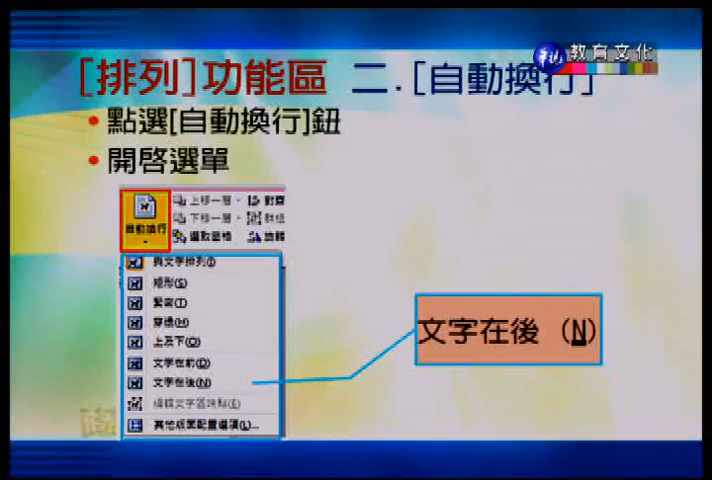 教育文化
[排列]功能區 二.[自動換行]
• 點選[自動換行]鈕
• 開啓選單
自動換行
上移一層
下移一層
選取窗格
與文字排列(I)
矩形(S)
緊密(T)
穿透(H)
上及下(O)
文字在前(D)
文字在後(N)
編輯文字區端點(E)
其他版面配置選項(L)...
文字在後 (N)